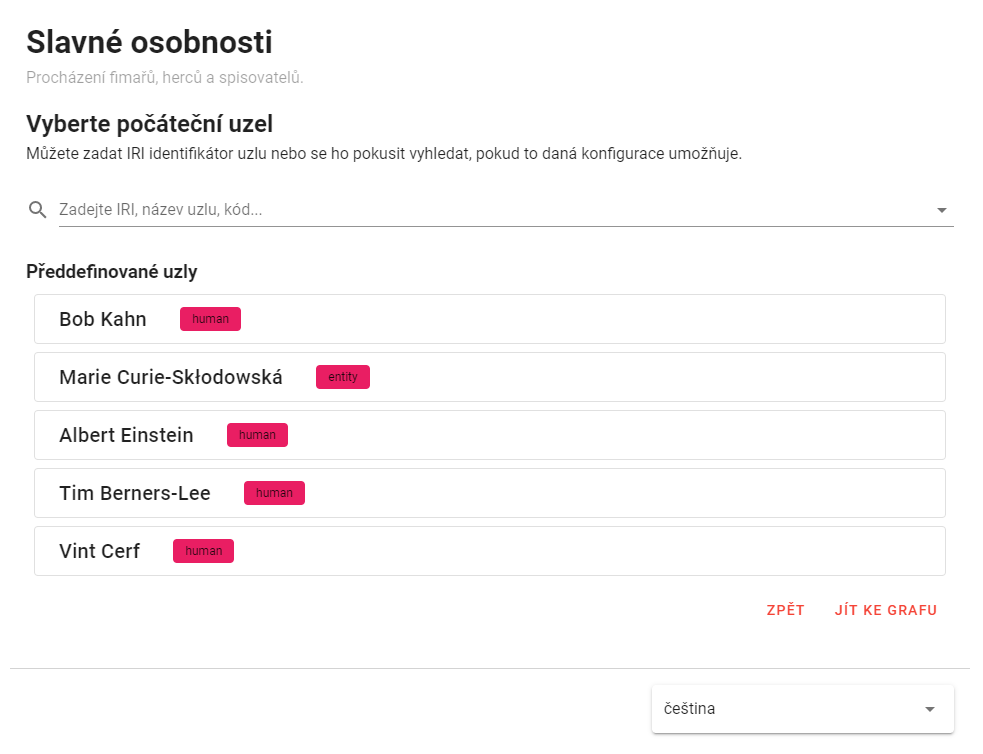 Slavné osobnosti
Procházení fimařů, herců a spisovatelů.
Vyberte počáteční uzel
Můžete zadat IRI identifikátor uzlu nebo se ho pokusit vyhledat, pokud to daná konfigurace umožňuje.
Zadejte IRI, název uzlu, kód...
Předdefinované uzly
Bob Kahn human
Marie Curie-Skłodowská entity
Albert Einstein human
Tim Berners-Lee human
Vint Cerf human
ZPĚT JÍT KE GRAFU
čeština